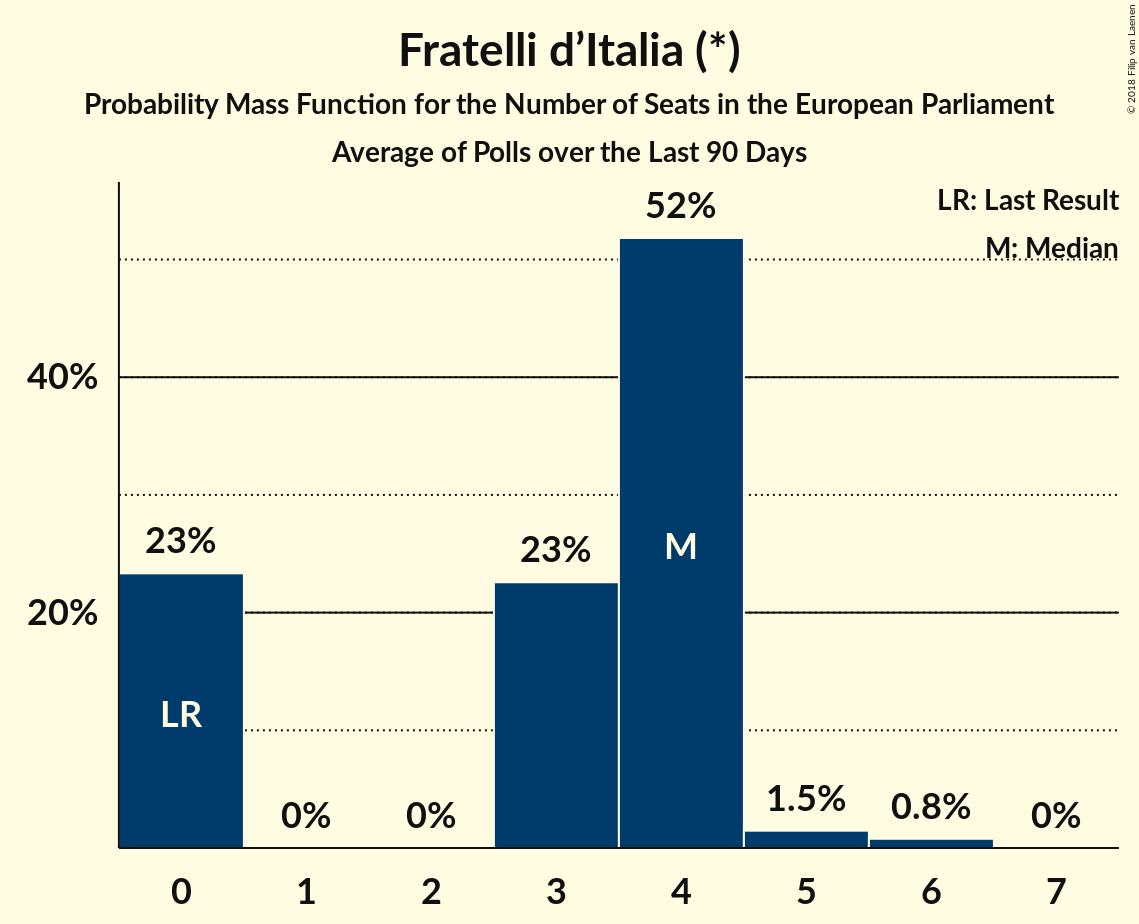 Fratelli d’Italia (*)
Probability Mass Function for the Number of Seats in the European Parliament
Average of Polls over the Last 90 Days
© 2018 Filip van Laenen
LR: Last Result
M: Median
52%
40%
23%
23%
M
20%
LR
0%
0%
1.5%
0.8%
0%
0 1 2 3 4 5 6 7